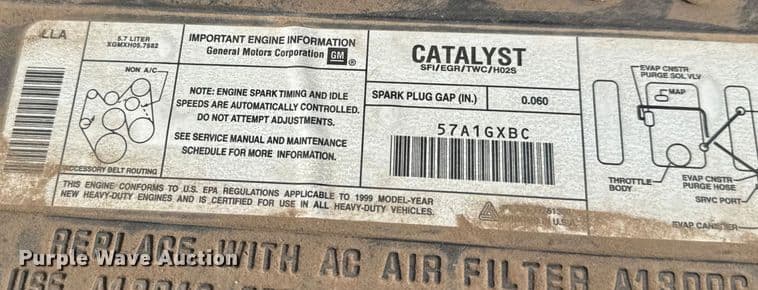 LLA
5.7 LITER
XGMXH05.7582
NON A/C
ACCESSORY BELT ROUTING
IMPORTANT ENGINE INFORMATION
General Motors Corporation GM ®
NOTE: ENGINE SPARK TIMING AND IDLE
SPEEDS ARE AUTOMATICALLY CONTROLLED.
DO NOT ATTEMPT ADJUSTMENTS.
SEE SERVICE MANUAL AND MAINTENANCE
SCHEDULE FOR MORE INFORMATION.
CATALYST
SFI/EGR/TWC/HO2S
SPARK PLUG GAP (IN.) 0.060
57A1GXBC
EVAP CNSTR
PURGE SOL VLV
MAP
THROTTLE
BODY
EVAP CNSTR
PURGE HOSE
SRVC PORT
EVAP CANISTER
THIS ENGINE CONFORMS TO U.S. EPA REGULATIONS APPLICABLE TO 1999 MODEL-YEAR
NEW HEAVY-DUTY ENGINES AND IS CERTIFIED FOR USE IN ALL HEAVY-DUTY VEHICLES.
REPLACE WITH AC AIR FILTER
USE
Purple Wave Auction